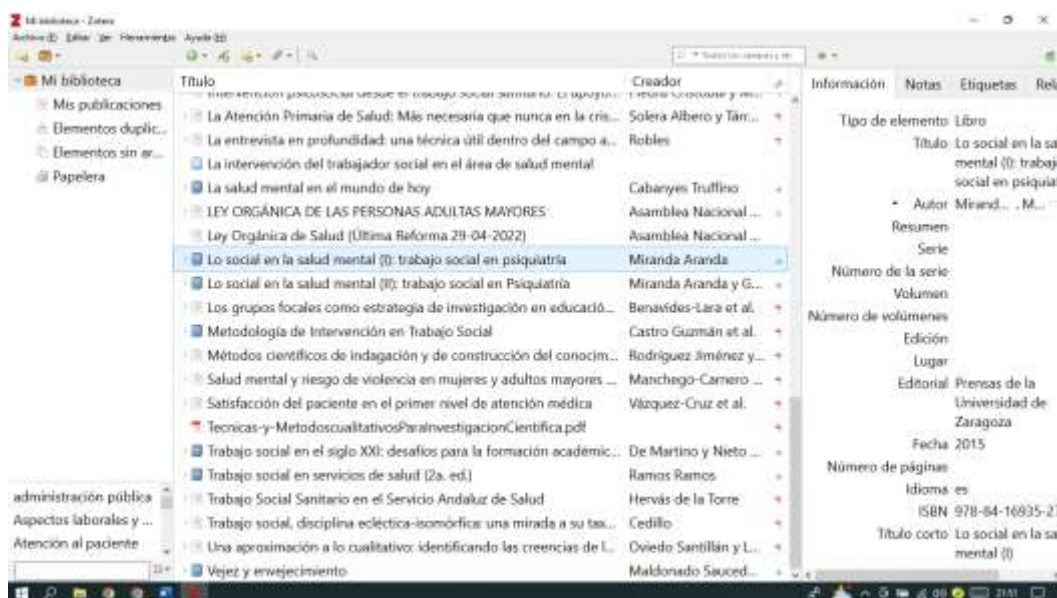 Mi biblioteca - Zotero
Archivo (F) Editar Ver Herramientas Ayuda (H)
Mi biblioteca
Mis publicaciones
Elementos duplic...
Elementos sin ar...
Papelera
administración pública
Aspectos laborales y ...
Atención al paciente
Título Creador
La Atención Primaria de Salud: Más necesaria que nunca en la cris... Solera Albero y Tárr...
La entrevista en profundidad: una técnica útil dentro del campo a... Robles
La intervención del trabajador social en el área de salud mental
La salud mental en el mundo de hoy Cabanyes Truffino
LEY ORGÁNICA DE LAS PERSONAS ADULTAS MAYORES Asamblea Nacional ...
Ley Orgánica de Salud (Última Reforma 29-04-2022) Asamblea Nacional ...
Lo social en la salud mental (I): trabajo social en psiquiatría Miranda Aranda
Lo social en la salud mental (II): trabajo social en Psiquiatría Miranda Aranda y G...
Los grupos focales como estrategia de investigación en educació... Benavides-Lara et al.
Metodología de Intervención en Trabajo Social Castro Guzmán et al.
Métodos científicos de indagación y de construcción del conocim... Rodríguez Jiménez y...
Salud mental y riesgo de violencia en mujeres y adultos mayores ... Manchego-Carnero ...
Satisfacción del paciente en el primer nivel de atención médica Vázquez-Cruz et al.
Tecnicas-y-MetodoscualitativosParaInvestigacionCientifica.pdf
Trabajo social en el siglo XXI: desafíos para la formación académic... De Martino y Nieto ...
Trabajo social en servicios de salud (2a. ed.) Ramos Ramos
Trabajo Social Sanitario en el Servicio Andaluz de Salud Hervás de la Torre
Trabajo social, disciplina ecléctica-isomórfica: una mirada a su tax... Cedillo
Una aproximación a lo cualitativo: identificando las creencias de l... Oviedo Santillán y L...
Vejez y envejecimiento Maldonado Sauced...
Información Notas Etiquetas Rela
Tipo de elemento Libro
Título Lo social en la sa
mental (I): trabajo
social en psiquiat
Autor Mirand... , M...
Resumen
Serie
Número de la serie
Volumen
Número de volúmenes
Edición
Lugar
Editorial Prensas de la
Universidad de
Zaragoza
Fecha 2015
Número de páginas
Idioma es
ISBN 978-84-16935-27
Título corto Lo social en la sa
mental (I)
21:51